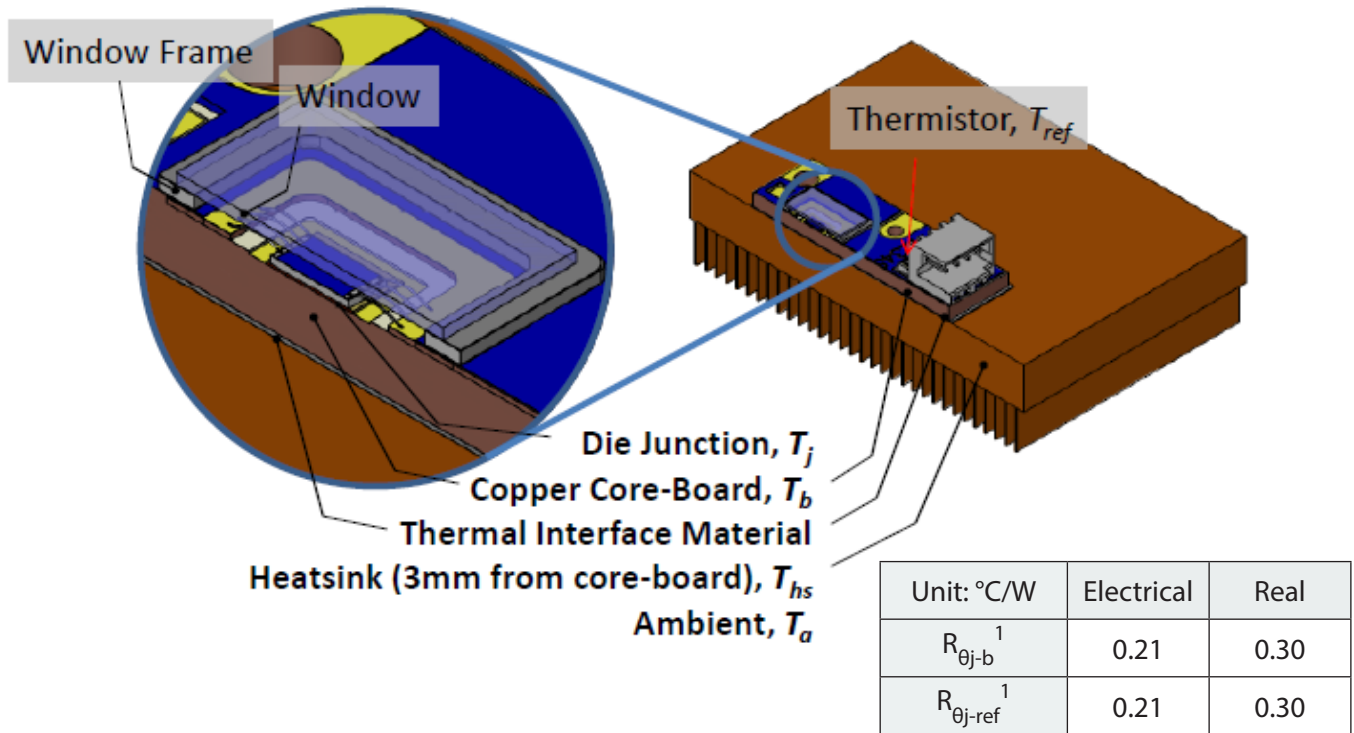 Window Frame
Window
Thermistor, T_ref
Die Junction, T_j
Copper Core-Board, T_b
Thermal Interface Material
Heatsink (3mm from core-board), T_hs
Ambient, T_a
Unit: °C/W Electrical Real
R_θj-b^1 0.21 0.30
R_θj-ref^1 0.21 0.30